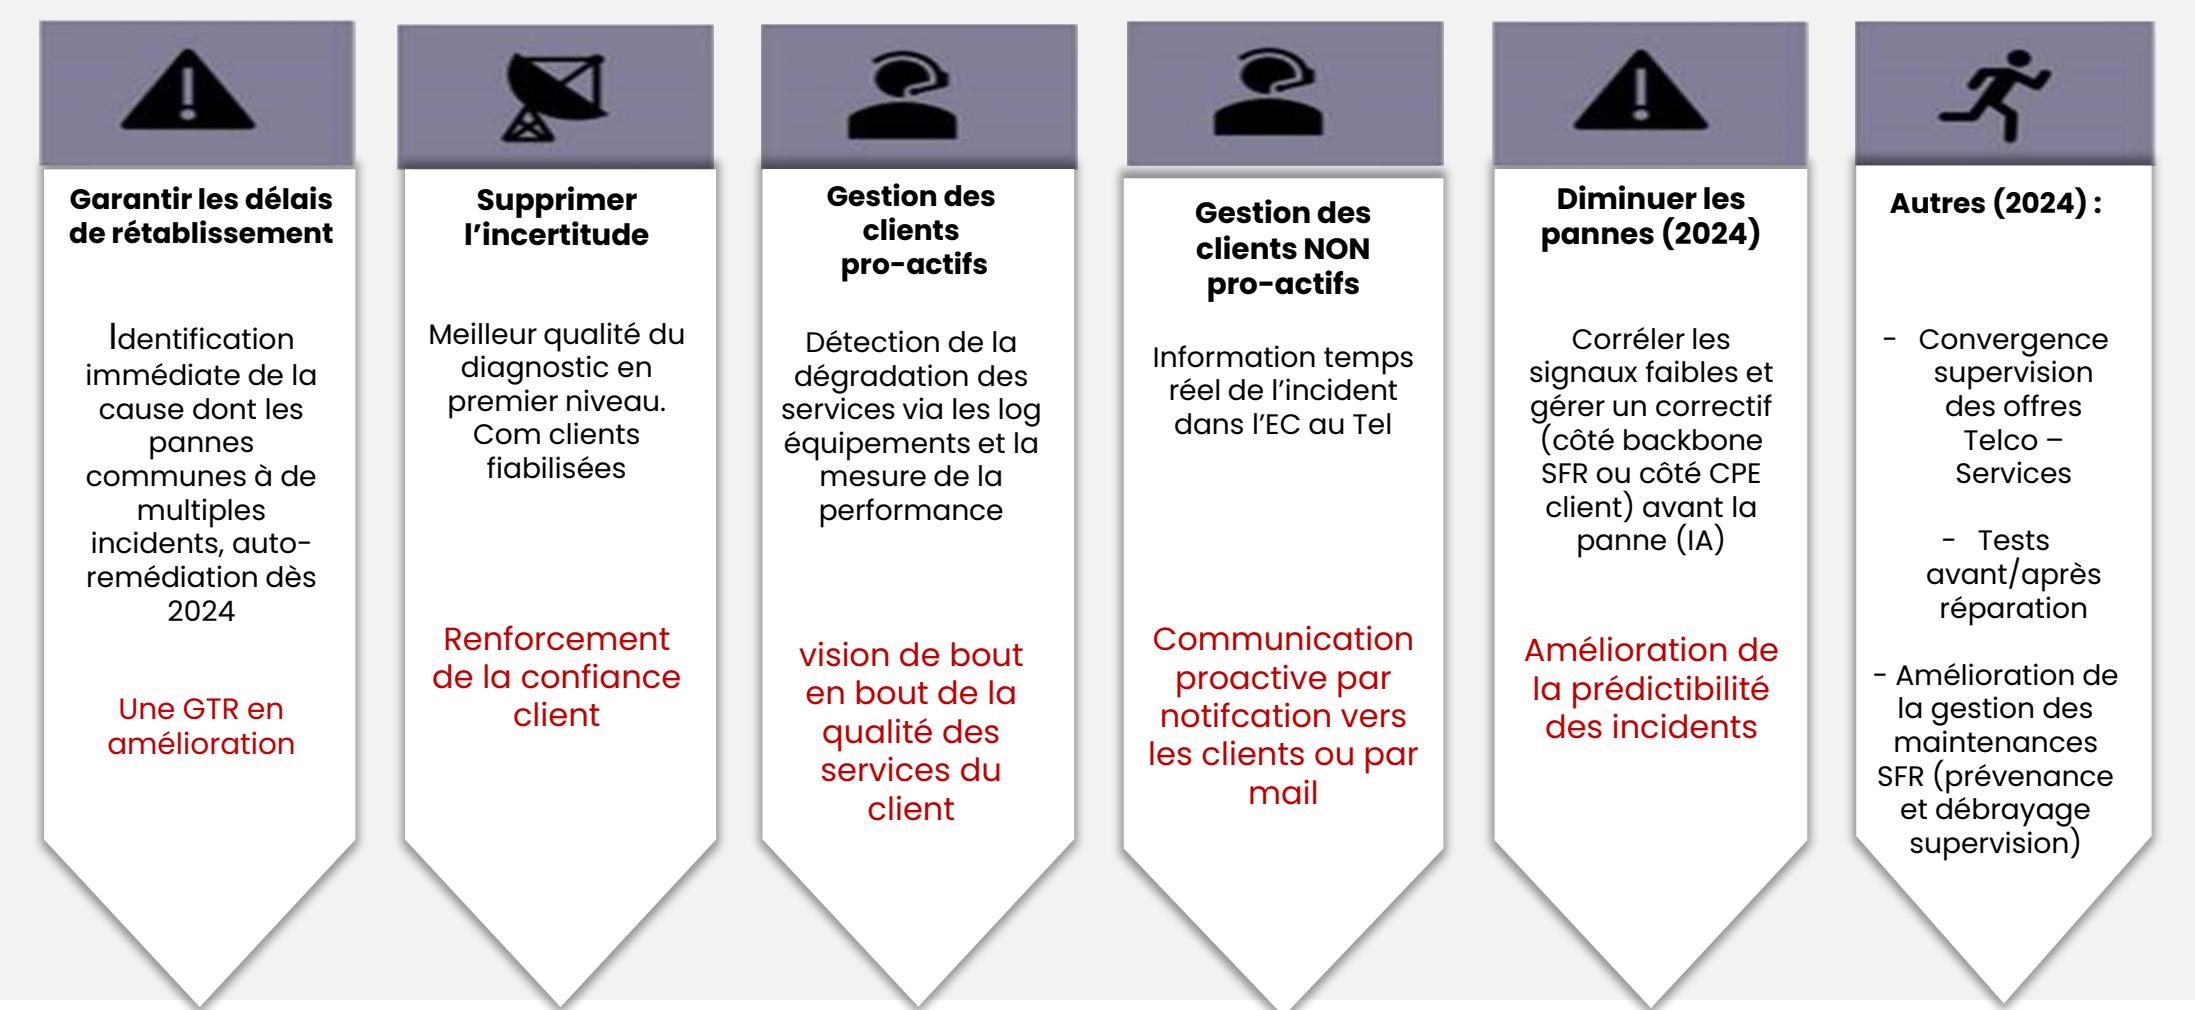 Garantir les délais
de rétablissement
Identification
immédiate de la
cause dont les
pannes
communes à de
multiples
incidents, auto-
remédiation dès
2024
Une GTR en
amélioration
Supprimer
l’incertitude
Meilleur qualité du
diagnostic en
premier niveau.
Com clients
fiabilisées
Renforcement
de la confiance
client
Gestion des
clients
pro-actifs
Détection de la
dégradation des
services via les log
équipements et la
mesure de la
performance
vision de bout
en bout de la
qualité des
services du
client
Gestion des
clients NON
pro-actifs
Information temps
réel de l’incident
dans l’EC au Tel
Communication
proactive par
notifcation vers
les clients ou par
mail
Diminuer les
pannes (2024)
Corréler les
signaux faibles et
gérer un correctif
(côté backbone
SFR ou côté CPE
client) avant la
panne (IA)
Amélioration de
la prédictibilité
des incidents
Autres (2024) :
- Convergence
supervision
des offres
Telco –
Services
- Tests
avant/après
réparation
- Amélioration de
la gestion des
maintenances
SFR (prévenance
et débrayage
supervision)